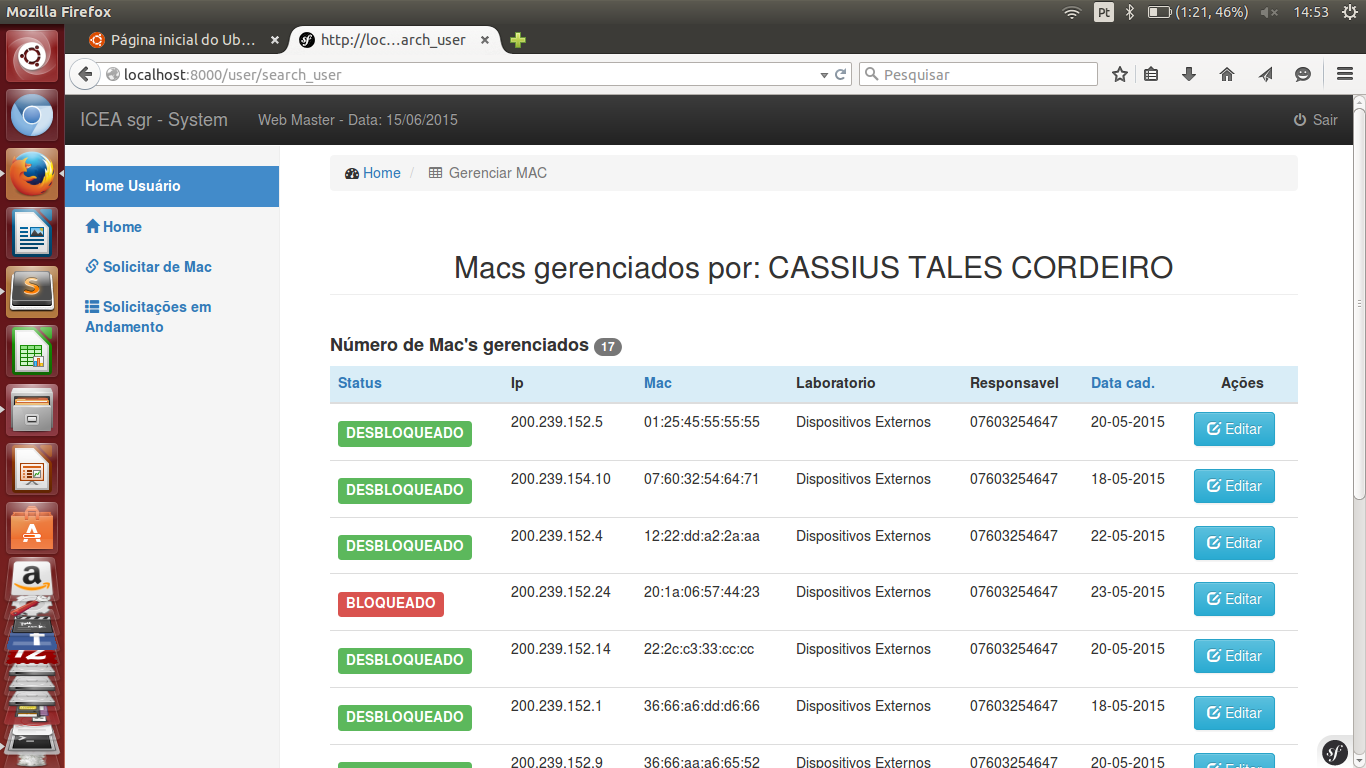 Mozilla Firefox
Pt (1:21, 46%) 14:53
Página inicial do Ub... × http://loc...arch_user ×
localhost:8000/user/search_user Pesquisar
ICEA sgr - System Web Master - Data: 15/06/2015 Sair
Home Usuário
Home
Solicitar de Mac
Solicitações em
Andamento
Home / Gerenciar MAC
Macs gerenciados por: CASSIUS TALES CORDEIRO
Número de Mac's gerenciados 17
Status Ip Mac Laboratorio Responsavel Data cad. Ações
DESBLOQUEADO 200.239.152.5 01:25:45:55:55:55 Dispositivos Externos 07603254647 20-05-2015 Editar
DESBLOQUEADO 200.239.154.10 07:60:32:54:64:71 Dispositivos Externos 07603254647 18-05-2015 Editar
DESBLOQUEADO 200.239.152.4 12:22:dd:a2:2a:aa Dispositivos Externos 07603254647 22-05-2015 Editar
BLOQUEADO 200.239.152.24 20:1a:06:57:44:23 Dispositivos Externos 07603254647 23-05-2015 Editar
DESBLOQUEADO 200.239.152.14 22:2c:c3:33:cc:cc Dispositivos Externos 07603254647 20-05-2015 Editar
DESBLOQUEADO 200.239.152.1 36:66:a6:dd:d6:66 Dispositivos Externos 07603254647 18-05-2015 Editar
200.239.152.9 36:66:aa:a6:65:52 Dispositivos Externos 07603254647 20-05-2015